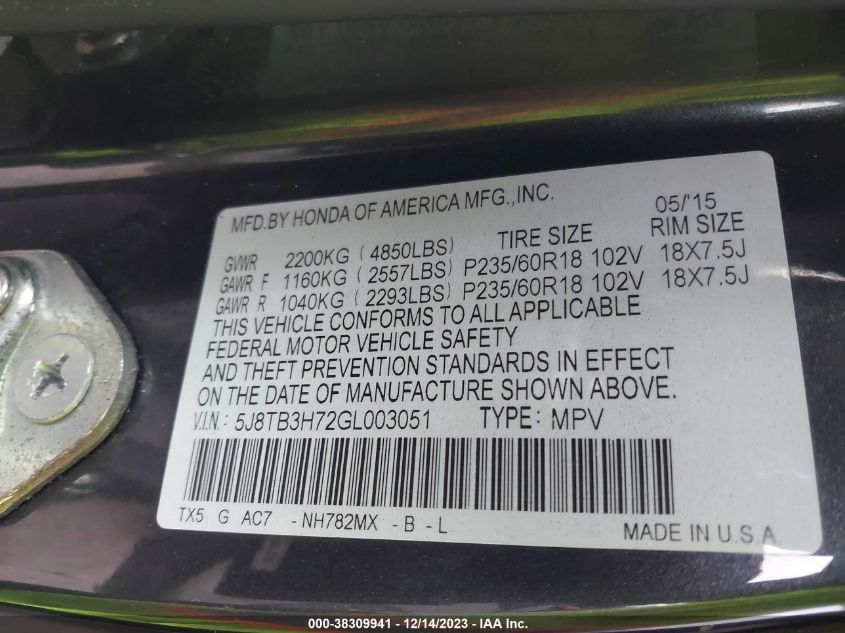 MFD.BY HONDA OF AMERICA MFG.,INC. 05/'15
TIRE SIZE RIM SIZE
GVWR 2200KG (4850LBS)
GAWR F 1160KG (2557LBS) P235/60R18 102V 18X7.5J
GAWR R 1040KG (2293LBS) P235/60R18 102V 18X7.5J
THIS VEHICLE CONFORMS TO ALL APPLICABLE
FEDERAL MOTOR VEHICLE SAFETY
AND THEFT PREVENTION STANDARDS IN EFFECT
ON THE DATE OF MANUFACTURE SHOWN ABOVE.
V.I.N.: 5J8TB3H72GL003051 TYPE: MPV
TX5 G AC7 -NH782MX -B -L
MADE IN U.S.A.
000-38309941 - 12/14/2023 - IAA Inc.